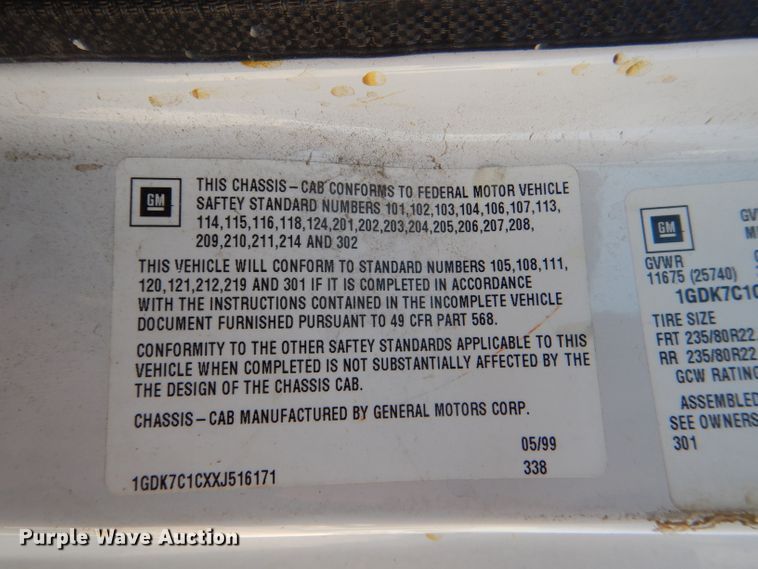 GM
THIS CHASSIS-CAB CONFORMS TO FEDERAL MOTOR VEHICLE
SAFTEY STANDARD NUMBERS 101,102,103,104,106,107,113,
114,115,116,118,124,201,202,203,204,205,206,207,208,
209,210,211,214 AND 302
THIS VEHICLE WILL CONFORM TO STANDARD NUMBERS 105,108,111,
120,121,212,219 AND 301 IF IT IS COMPLETED IN ACCORDANCE
WITH THE INSTRUCTIONS CONTAINED IN THE INCOMPLETE VEHICLE
DOCUMENT FURNISHED PURSUANT TO 49 CFR PART 568.
CONFORMITY TO THE OTHER SAFTEY STANDARDS APPLICABLE TO THIS
VEHICLE WHEN COMPLETED IS NOT SUBSTANTIALLY AFFECTED BY THE
THE DESIGN OF THE CHASSIS CAB.
CHASSIS-CAB MANUFACTURED BY GENERAL MOTORS CORP.
05/99
1GDK7C1CXXJ516171
338
GM
GVWR
11675 (25740)
1GDK7C1C
TIRE SIZE
FRT 235/80R22
RR 235/80R22
GCW RATING
ASSEMBLED
SEE OWNERS
301
Purple Wave Auction